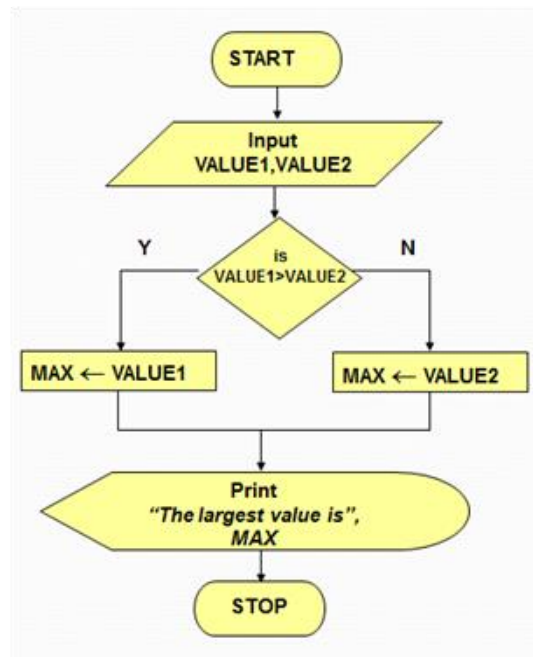 START
Input
VALUE1,VALUE2
Y
N
is
VALUE1>VALUE2
MAX ← VALUE1
MAX ← VALUE2
Print
“The largest value is”,
MAX
STOP